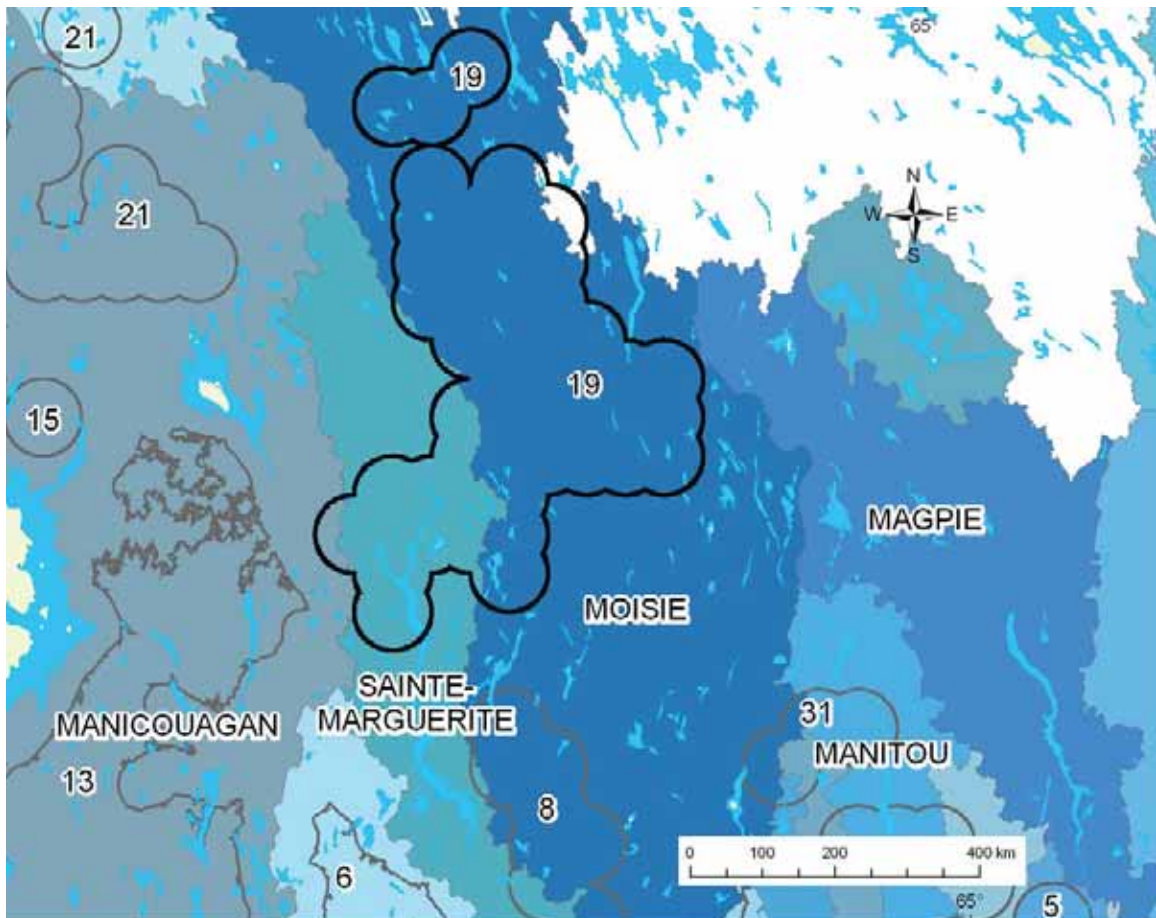 65°
21
19
N
W
E
S
21
19
15
MAGPIE
MOISIE
SAINTE-
MARGUERITE
MANICOUAGAN
31
MANITOU
13
8
6
0 100 200 400 km
65°
5